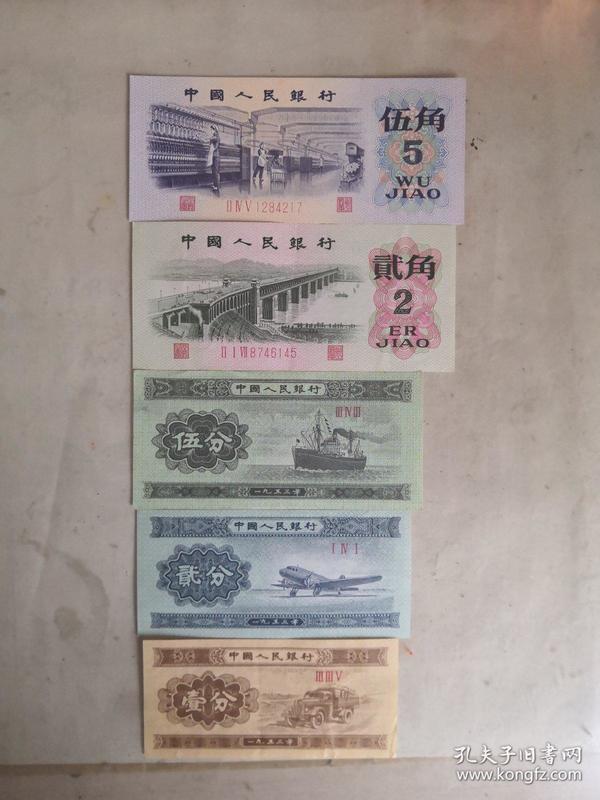 中國人民銀行
伍角
5
WU
JIAO
II IV V 1284217
中國人民銀行
貳角
2
ER
JIAO
II I VII 8746145
中國人民銀行
III IV III
伍分
一九五三年
中國人民銀行
I IV I
貳分
一九五三年
中國人民銀行
III III V
壹分
一九五三年
孔夫子旧书网
www.kongfz.com